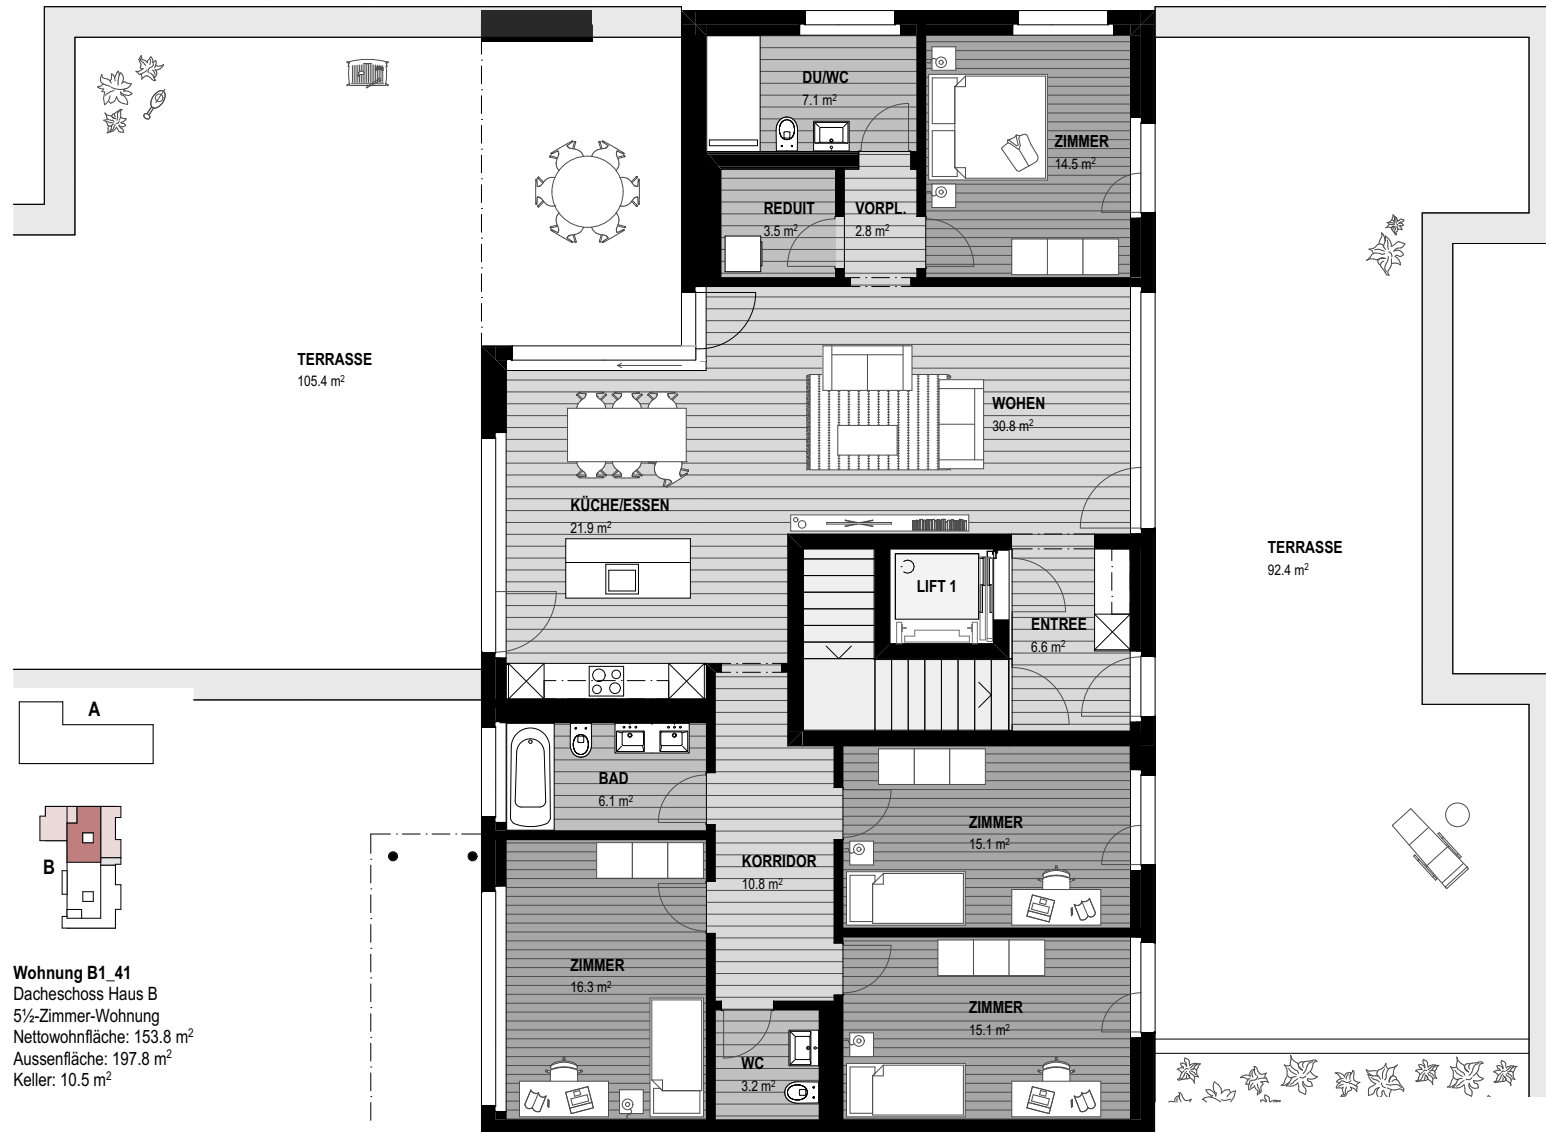 DU/WC
7.1 m²
ZIMMER
14.5 m²
REDUIT
3.5 m²
VORPL.
2.8 m²
TERRASSE
105.4 m²
WOHEN
30.8 m²
KÜCHE/ESSEN
21.9 m²
TERRASSE
92.4 m²
LIFT 1
ENTREE
6.6 m²
A
BAD
6.1 m²
ZIMMER
15.1 m²
B
KORRIDOR
10.8 m²
ZIMMER
16.3 m²
ZIMMER
15.1 m²
WC
3.2 m²
Wohnung B1_41
Dacheschoss Haus B
5½-Zimmer-Wohnung
Nettowohnfläche: 153.8 m²
Aussenfläche: 197.8 m²
Keller: 10.5 m²